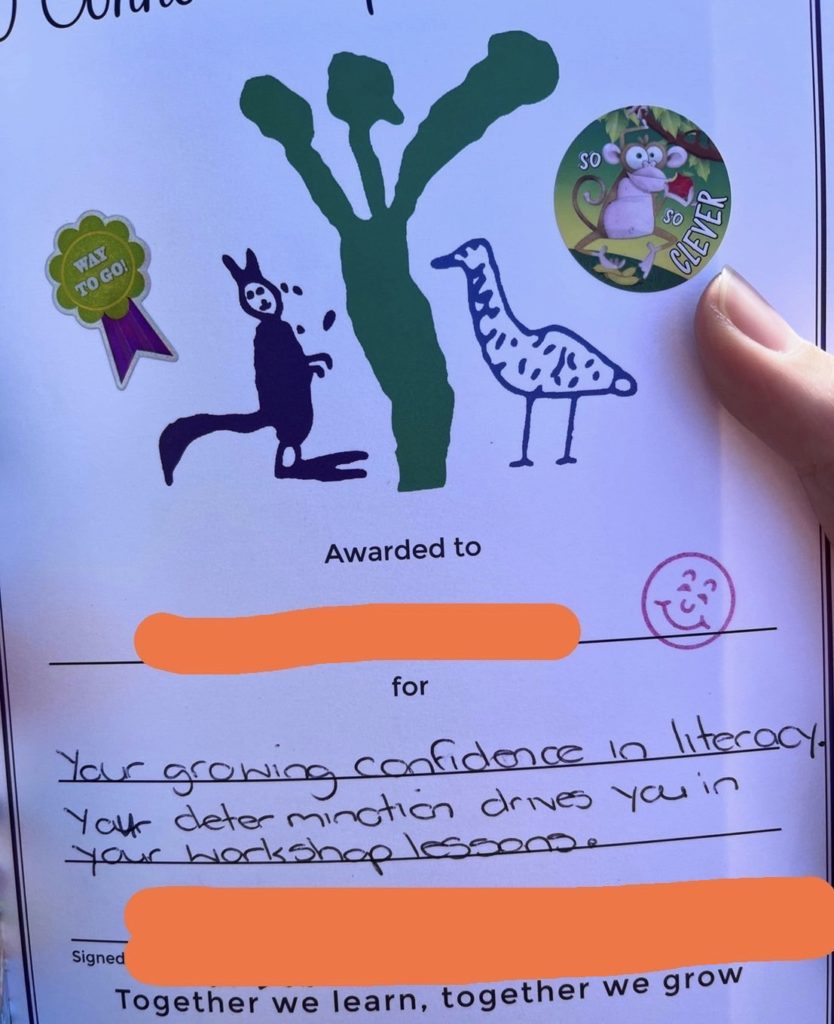 WAY
TO GO!
SO
SO
CLEVER
Awarded to
for
Your growing confidence in literacy.
Your determination drives you in
your workshop lessons.
Signed
Together we learn, together we grow